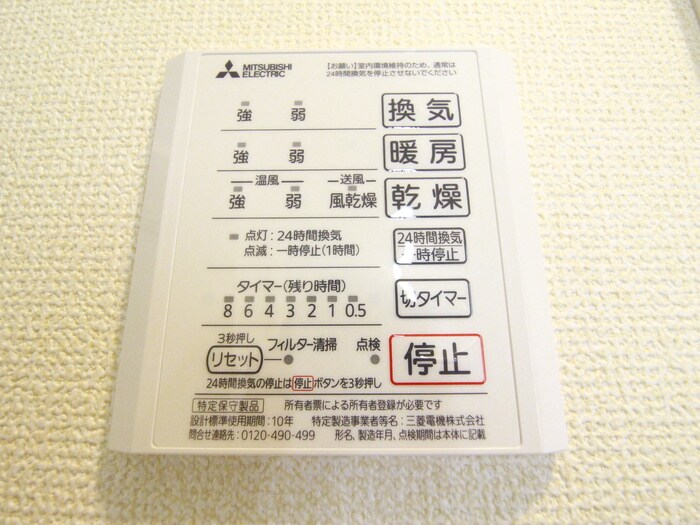 MITSUBISHI
ELECTRIC
【お願い】室内環境維持のため、通常は
24時間換気を停止させないでください
強 弱 換気
強 弱 暖房
温風 送風
強 弱 風乾燥 乾燥
点灯:24時間換気
点滅:一時停止(1時間)
24時間換気
一時停止
タイマー(残り時間)
8 6 4 3 2 1 0.5
切タイマー
3秒押し
リセット フィルター清掃 点検
停止
24時間換気の停止は停止ボタンを3秒押し
特定保守製品 所有者票による所有者登録が必要です
設計標準使用期間:10年 特定製造事業者等名:三菱電機株式会社
問合せ連絡先:0120-490-499 形名、製造年月、点検期間は本体に記載